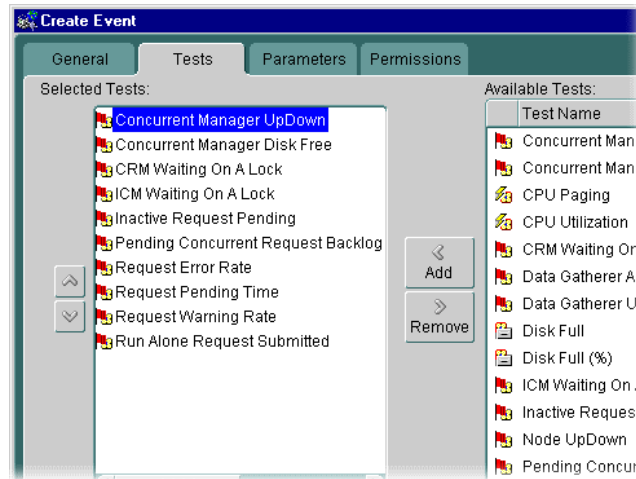 Create Event
General Tests Parameters Permissions
Selected Tests:
Concurrent Manager UpDown
Concurrent Manager Disk Free
CRM Waiting On A Lock
ICM Waiting On A Lock
Inactive Request Pending
Pending Concurrent Request Backlog
Request Error Rate
Request Pending Time
Request Warning Rate
Run Alone Request Submitted
Add
Remove
Available Tests:
Test Name
Concurrent Man
Concurrent Man
CPU Paging
CPU Utilization
CRM Waiting Or
Data Gatherer A
Data Gatherer U
Disk Full
Disk Full (%)
ICM Waiting On
Inactive Reques
Node UpDown
Pending Concur